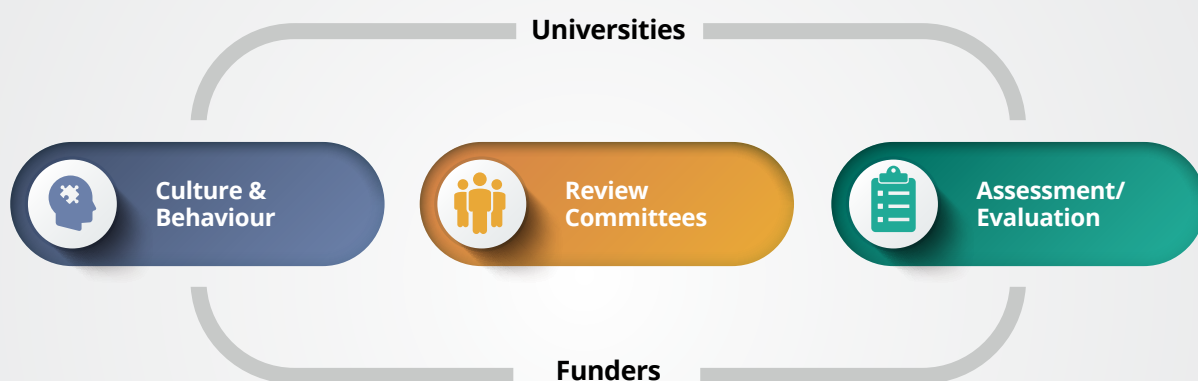 Universities
Culture &
Behaviour
Review
Committees
Assessment/
Evaluation
Funders